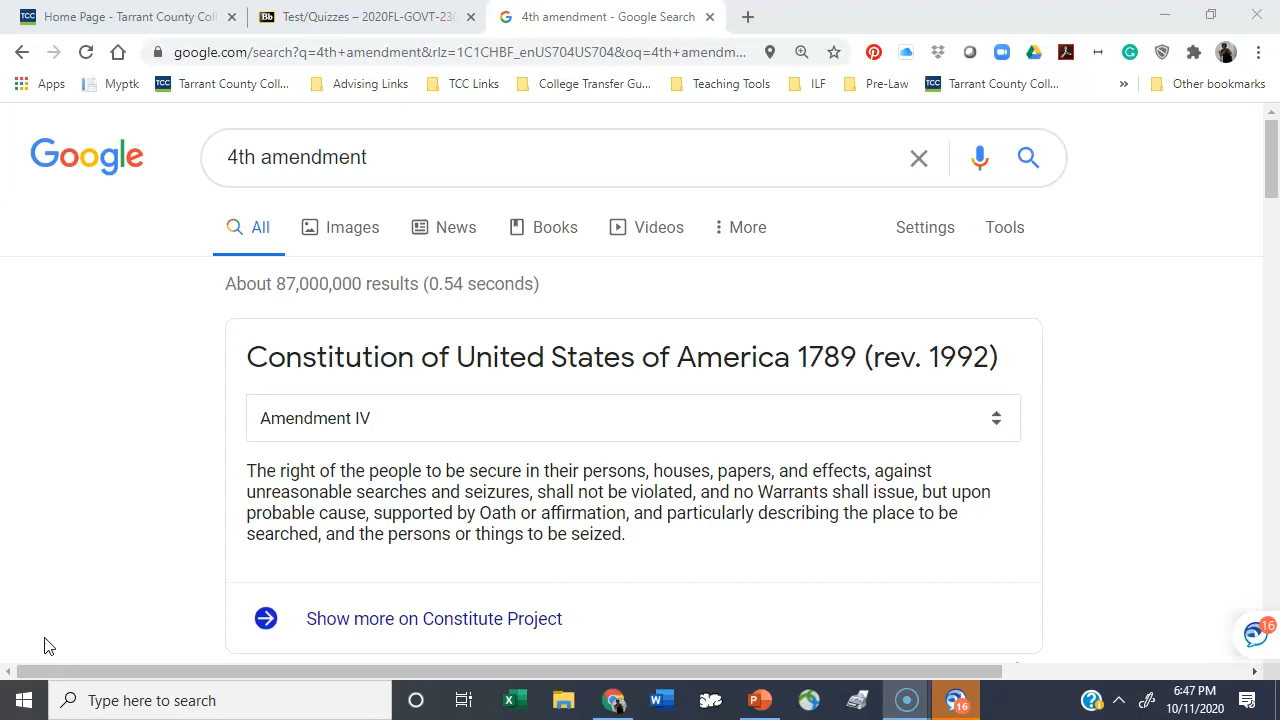 TCC Home Page - Tarrant County Coll
Bb Test/Quizzes – 2020FL-GOVT-23
G 4th amendment - Google Search
google.com/search?q=4th+amendment&rlz=1C1CHBF_enUS704US704&oq=4th+amendm...
Apps Myptk TCC Tarrant County Coll... Advising Links TCC Links College Transfer Gu... Teaching Tools ILF Pre-Law TCC Tarrant County Coll... » Other bookmarks
Google
4th amendment
All Images News Books Videos More Settings Tools
About 87,000,000 results (0.54 seconds)
Constitution of United States of America 1789 (rev. 1992)
Amendment IV
The right of the people to be secure in their persons, houses, papers, and effects, against
unreasonable searches and seizures, shall not be violated, and no Warrants shall issue, but upon
probable cause, supported by Oath or affirmation, and particularly describing the place to be
searched, and the persons or things to be seized.
Show more on Constitute Project
16
Type here to search
16
6:47 PM
10/11/2020